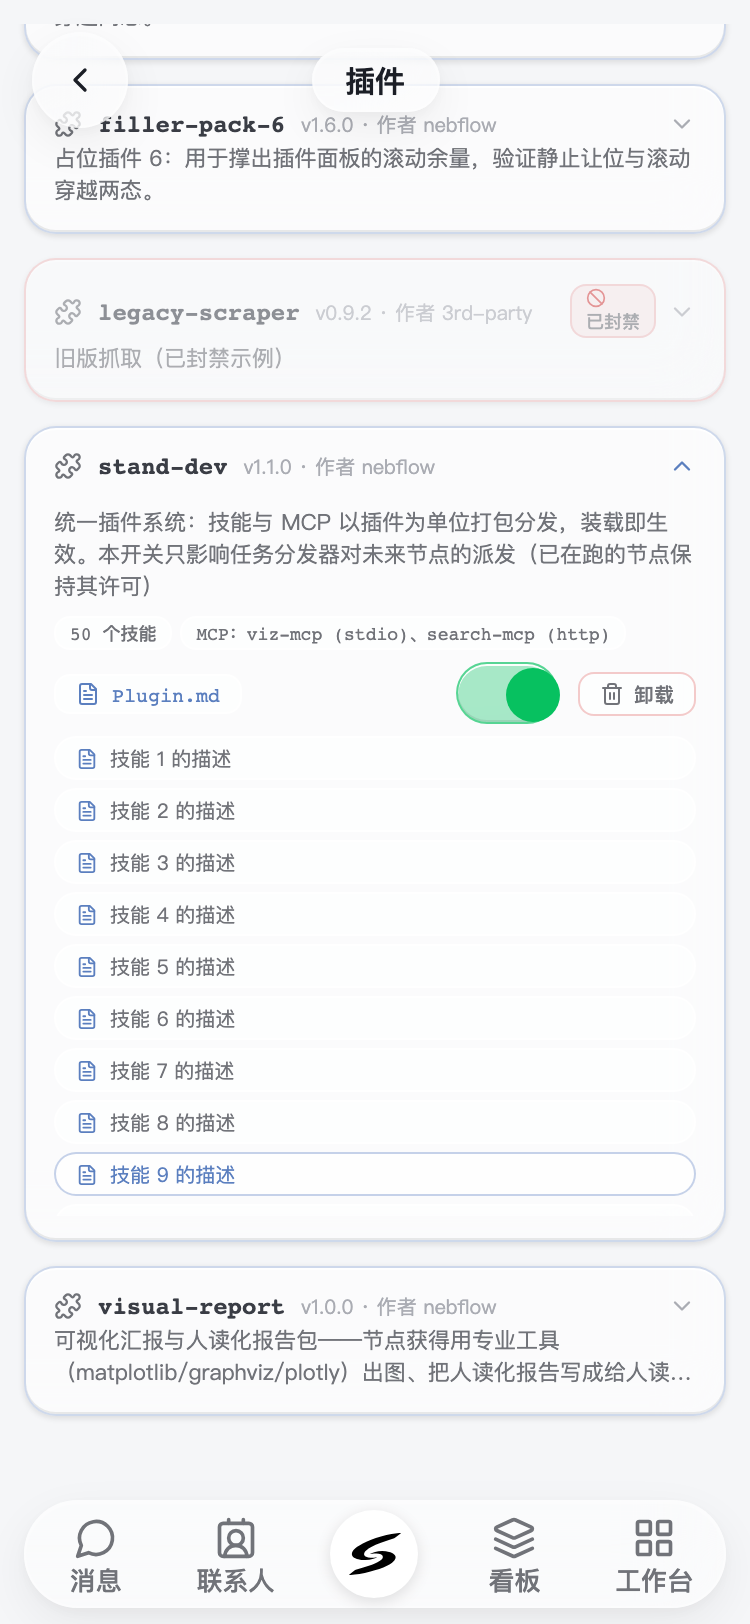 插件
filler-pack-6 v1.6.0 · 作者 nebflow
占位插件 6：用于撑出插件面板的滚动余量，验证静止让位与滚动
穿越两态。
legacy-scraper v0.9.2 · 作者 3rd-party
已封禁
旧版抓取（已封禁示例）
stand-dev v1.1.0 · 作者 nebflow
统一插件系统：技能与 MCP 以插件为单位打包分发，装载即生
效。本开关只影响任务分发器对未来节点的派发（已在跑的节点保
持其许可）
50 个技能 MCP：viz-mcp (stdio)、search-mcp (http)
Plugin.md 卸载
技能 1 的描述
技能 2 的描述
技能 3 的描述
技能 4 的描述
技能 5 的描述
技能 6 的描述
技能 7 的描述
技能 8 的描述
技能 9 的描述
visual-report v1.0.0 · 作者 nebflow
可视化汇报与人读化报告包——节点获得用专业工具
（matplotlib/graphviz/plotly）出图、把人读化报告写成给人读…
消息 联系人 看板 工作台